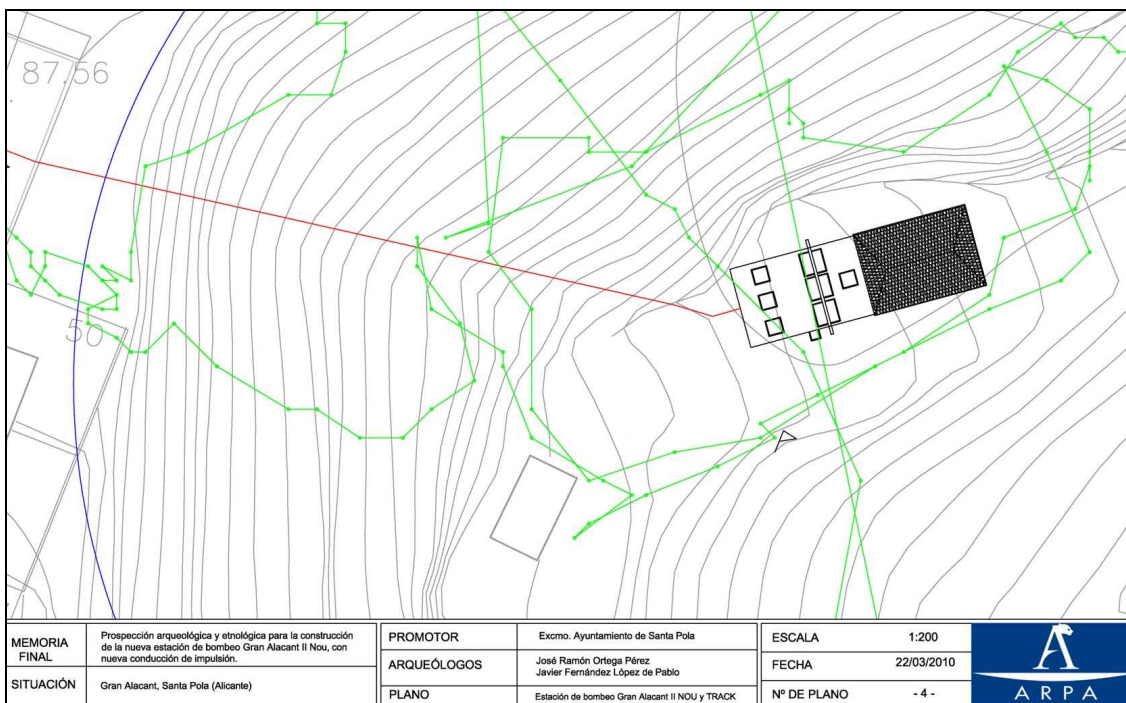 87.56
50
A
MEMORIA
FINAL
Prospección arqueológica y etnológica para la construcción
de la nueva estación de bombeo Gran Alacant II Nou, con
nueva conducción de impulsión.
SITUACIÓN
Gran Alacant, Santa Pola (Alicante)
PROMOTOR
Excmo. Ayuntamiento de Santa Pola
ARQUEÓLOGOS
José Ramón Ortega Pérez
Javier Fernández López de Pablo
PLANO
Estación de bombeo Gran Alacant II NOU y TRACK
ESCALA
1:200
FECHA
22/03/2010
Nº DE PLANO
- 4 -
A
ARPA